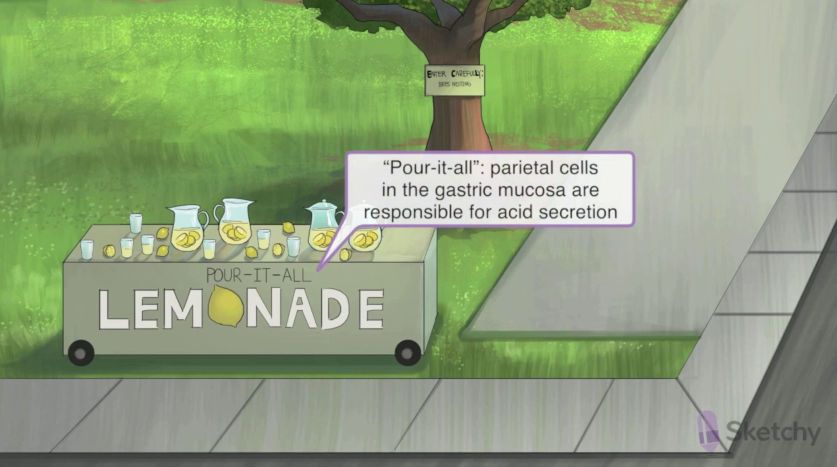 ENTER CAREFULLY:
BIRDS NESTING
“Pour-it-all”: parietal cells
in the gastric mucosa are
responsible for acid secretion
POUR-IT-ALL
LEMONADE
Sketchy